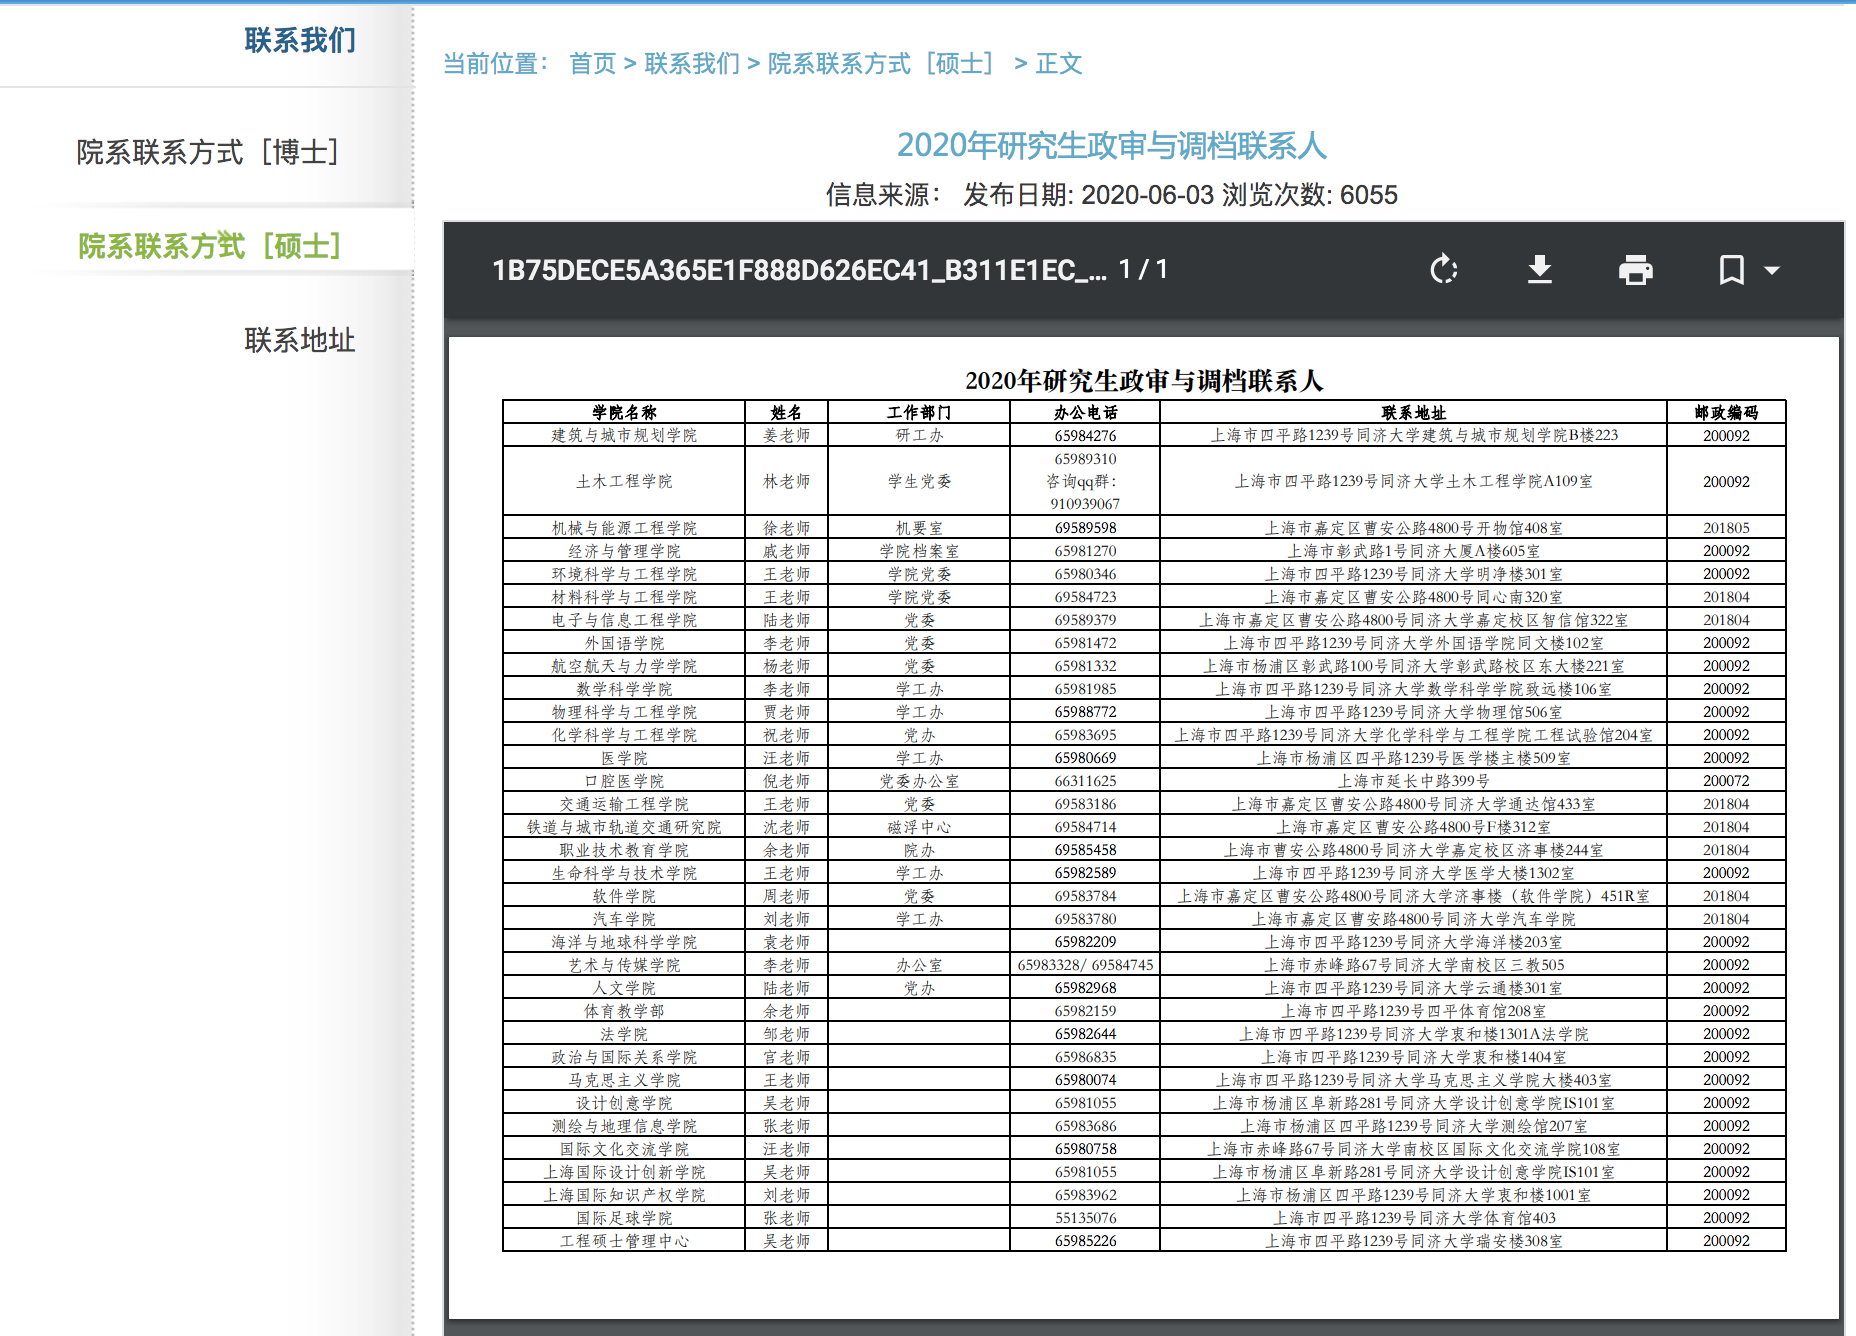 联系我们
院系联系方式［博士］
院系联系方式［硕士］
联系地址
当前位置： 首页 > 联系我们 > 院系联系方式［硕士］ > 正文
2020年研究生政审与调档联系人
信息来源： 发布日期: 2020-06-03 浏览次数: 6055
1B75DECE5A365E1F888D626EC41_B311E1EC_... 1 / 1
2020年研究生政审与调档联系人
学院名称 姓名 工作部门 办公电话 联系地址 邮政编码
建筑与城市规划学院 姜老师 研工办 65984276 上海市四平路1239号同济大学建筑与城市规划学院B楼223 200092
土木工程学院 林老师 学生党委 65989310 咨询qq群： 910939067 上海市四平路1239号同济大学土木工程学院A109室 200092
机械与能源工程学院 徐老师 机要室 69589598 上海市嘉定区曹安公路4800号开物馆408室 201805
经济与管理学院 戚老师 学院档案室 65981270 上海市彰武路1号同济大厦A楼605室 200092
环境科学与工程学院 王老师 学院党委 65980346 上海市四平路1239号同济大学明净楼301室 200092
材料科学与工程学院 王老师 学院党委 69584723 上海市嘉定区曹安公路4800号同心南320室 201804
电子与信息工程学院 陆老师 党委 69589379 上海市嘉定区曹安公路4800号同济大学嘉定校区智信馆322室 201804
外国语学院 李老师 党委 65981472 上海市四平路1239号同济大学外国语学院同文楼102室 200092
航空航天与力学学院 杨老师 党委 65981332 上海市杨浦区彰武路100号同济大学彰武路校区东大楼221室 200092
数学科学学院 李老师 学工办 65981985 上海市四平路1239号同济大学数学科学学院致远楼106室 200092
物理科学与工程学院 贾老师 学工办 65988772 上海市四平路1239号同济大学物理馆506室 200092
化学科学与工程学院 祝老师 党办 65983695 上海市四平路1239号同济大学化学科学与工程学院工程试验馆204室 200092
医学院 汪老师 学工办 65980669 上海市杨浦区四平路1239号医学楼主楼509室 200092
口腔医学院 倪老师 党委办公室 66311625 上海市延长中路399号 200072
交通运输工程学院 王老师 党委 69583186 上海市嘉定区曹安公路4800号同济大学通达馆433室 201804
铁道与城市轨道交通研究院 沈老师 磁浮中心 69584714 上海市嘉定区曹安公路4800号F楼312室 201804
职业技术教育学院 余老师 院办 69585458 上海市曹安公路4800号同济大学嘉定校区济事楼244室 201804
生命科学与技术学院 王老师 学工办 65982589 上海市四平路1239号同济大学医学大楼1302室 200092
软件学院 周老师 党委 69583784 上海市嘉定区曹安公路4800号同济大学济事楼（软件学院）451R室 201804
汽车学院 刘老师 学工办 69583780 上海市嘉定区曹安路4800号同济大学汽车学院 201804
海洋与地球科学学院 袁老师 65982209 上海市四平路1239号同济大学海洋楼203室 200092
艺术与传媒学院 李老师 办公室 65983328/ 69584745 上海市赤峰路67号同济大学南校区三教505 200092
人文学院 陆老师 党办 65982968 上海市四平路1239号同济大学云通楼301室 200092
体育教学部 余老师 65982159 上海市四平路1239号四平体育馆208室 200092
法学院 邹老师 65982644 上海市四平路1239号同济大学衷和楼1301A法学院 200092
政治与国际关系学院 官老师 65986835 上海市四平路1239号同济大学衷和楼1404室 200092
马克思主义学院 王老师 65980074 上海市四平路1239号同济大学马克思主义学院大楼403室 200092
设计创意学院 吴老师 65981055 上海市杨浦区阜新路281号同济大学设计创意学院IS101室 200092
测绘与地理信息学院 张老师 65983686 上海市杨浦区四平路1239号同济大学测绘馆207室 200092
国际文化交流学院 汪老师 65980758 上海市赤峰路67号同济大学南校区国际文化交流学院108室 200092
上海国际设计创新学院 吴老师 65981055 上海市杨浦区阜新路281号同济大学设计创意学院IS101室 200092
上海国际知识产权学院 刘老师 65983962 上海市杨浦区四平路1239号同济大学衷和楼1001室 200092
国际足球学院 张老师 55135076 上海市四平路1239号同济大学体育馆403 200092
工程硕士管理中心 吴老师 65985226 上海市四平路1239号同济大学瑞安楼308室 200092